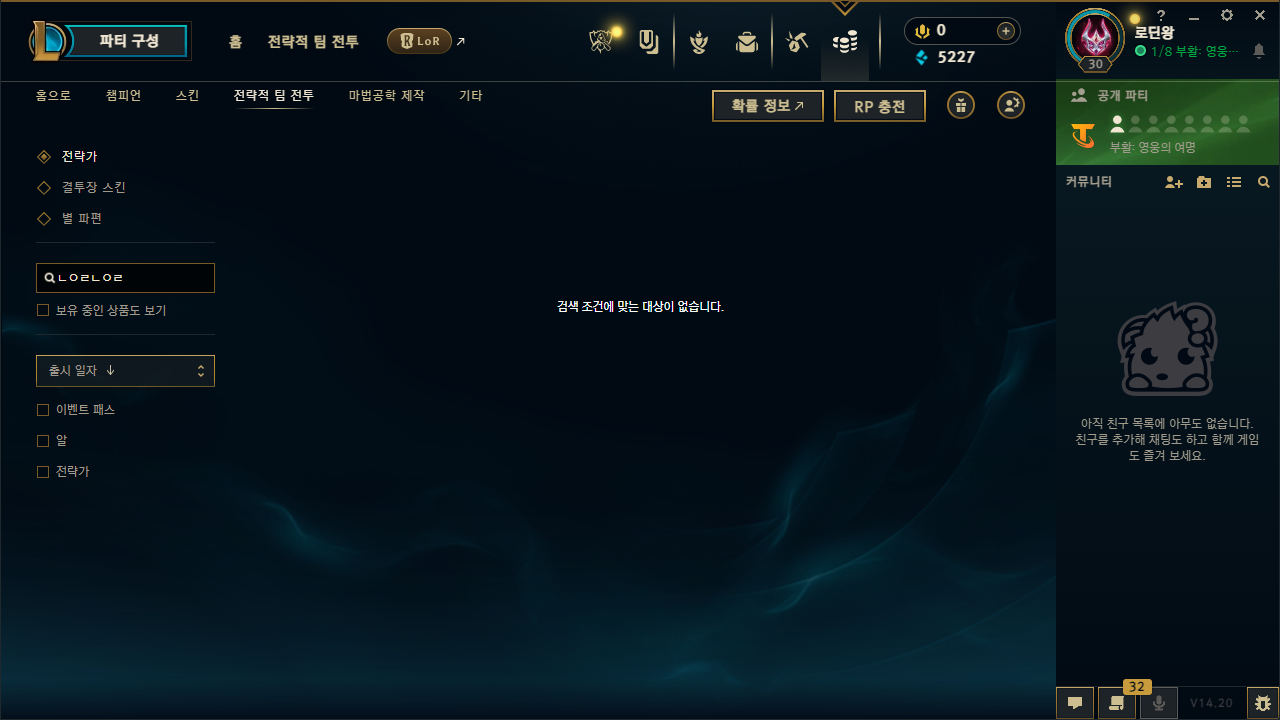 파티 구성
홈
전략적 팀 전투
LoR
0
5227
30
?
로딘왕
1/8 부활: 영웅...
홈으로
챔피언
스킨
전략적 팀 전투
마법공학 제작
기타
확률 정보
RP 충전
공개 파티
부활: 영웅의 여명
커뮤니티
전략가
결투장 스킨
별 파편
ㄴㅇㄹㄴㅇㄹ
보유 중인 상품도 보기
출시 일자 ↓
이벤트 패스
알
전략가
검색 조건에 맞는 대상이 없습니다.
아직 친구 목록에 아무도 없습니다.
친구를 추가해 채팅도 하고 함께 게임
도 즐겨 보세요.
32
V14.20